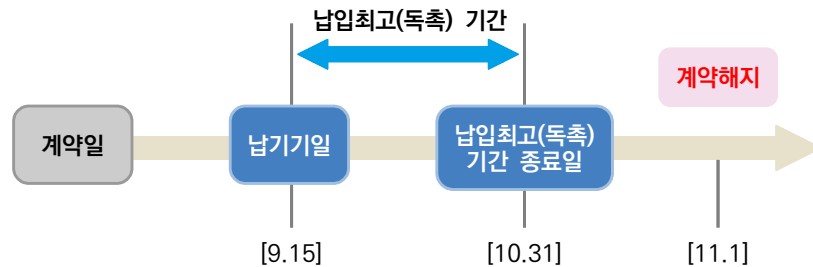 납입최고(독촉) 기간
계약해지
계약일
납기기일
납입최고(독촉)
기간 종료일
[9.15]
[10.31]
[11.1]